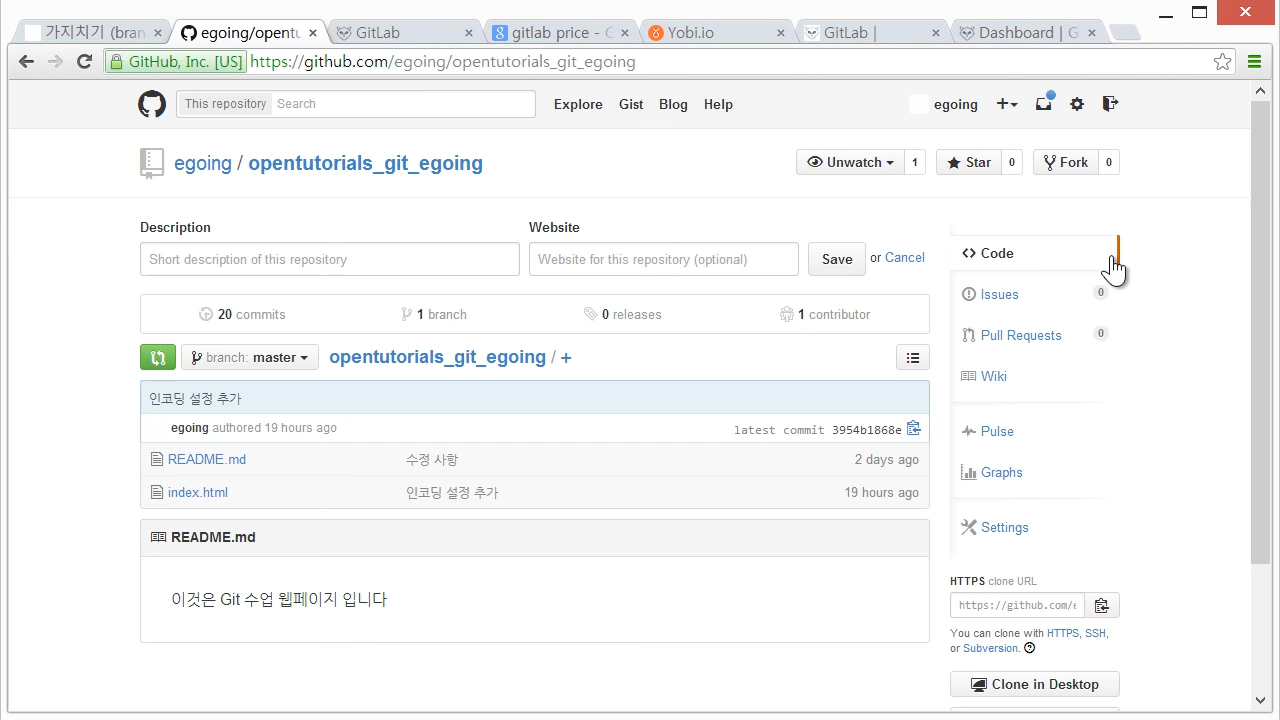 가지치기 (bran
egoing/opentu
GitLab
gitlab price - G
Yobi.io
GitLab |
Dashboard | G
GitHub, Inc. [US] https://github.com/egoing/opentutorials_git_egoing
This repository Search
Explore Gist Blog Help
egoing
egoing / opentutorials_git_egoing
Unwatch 1
Star 0
Fork 0
Description
Website
Short description of this repository
Website for this repository (optional)
Save or Cancel
20 commits
1 branch
0 releases
1 contributor
branch: master
opentutorials_git_egoing / +
인코딩 설정 추가
egoing authored 19 hours ago
latest commit 3954b1868e
README.md 수정 사항 2 days ago
index.html 인코딩 설정 추가 19 hours ago
README.md
이것은 Git 수업 웹페이지 입니다
Code
Issues 0
Pull Requests 0
Wiki
Pulse
Graphs
Settings
HTTPS clone URL
https://github.com/e
You can clone with HTTPS, SSH,
or Subversion.
Clone in Desktop